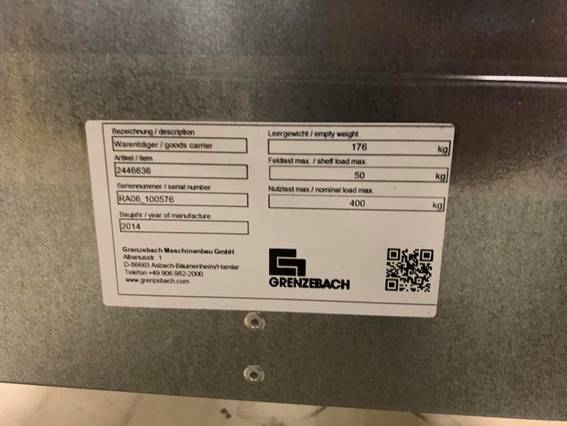 Bezeichnung / description
Warenträger / goods carrier
Artikel / item
2446636
Seriennummer / serial number
RA06_100576
Baujahr / year of manufacture
2014
Leergewicht / empty weight
176 kg
Feldlast max. / shelf load max.
50 kg
Nutzlast max. / nominal load max.
400 kg
Grenzebach Maschinenbau GmbH
Albanusstr. 1
D-86663 Asbach-Bäumenheim/Hamlar
Telefon +49 906 982-2000
www.grenzebach.com
GRENZEBACH